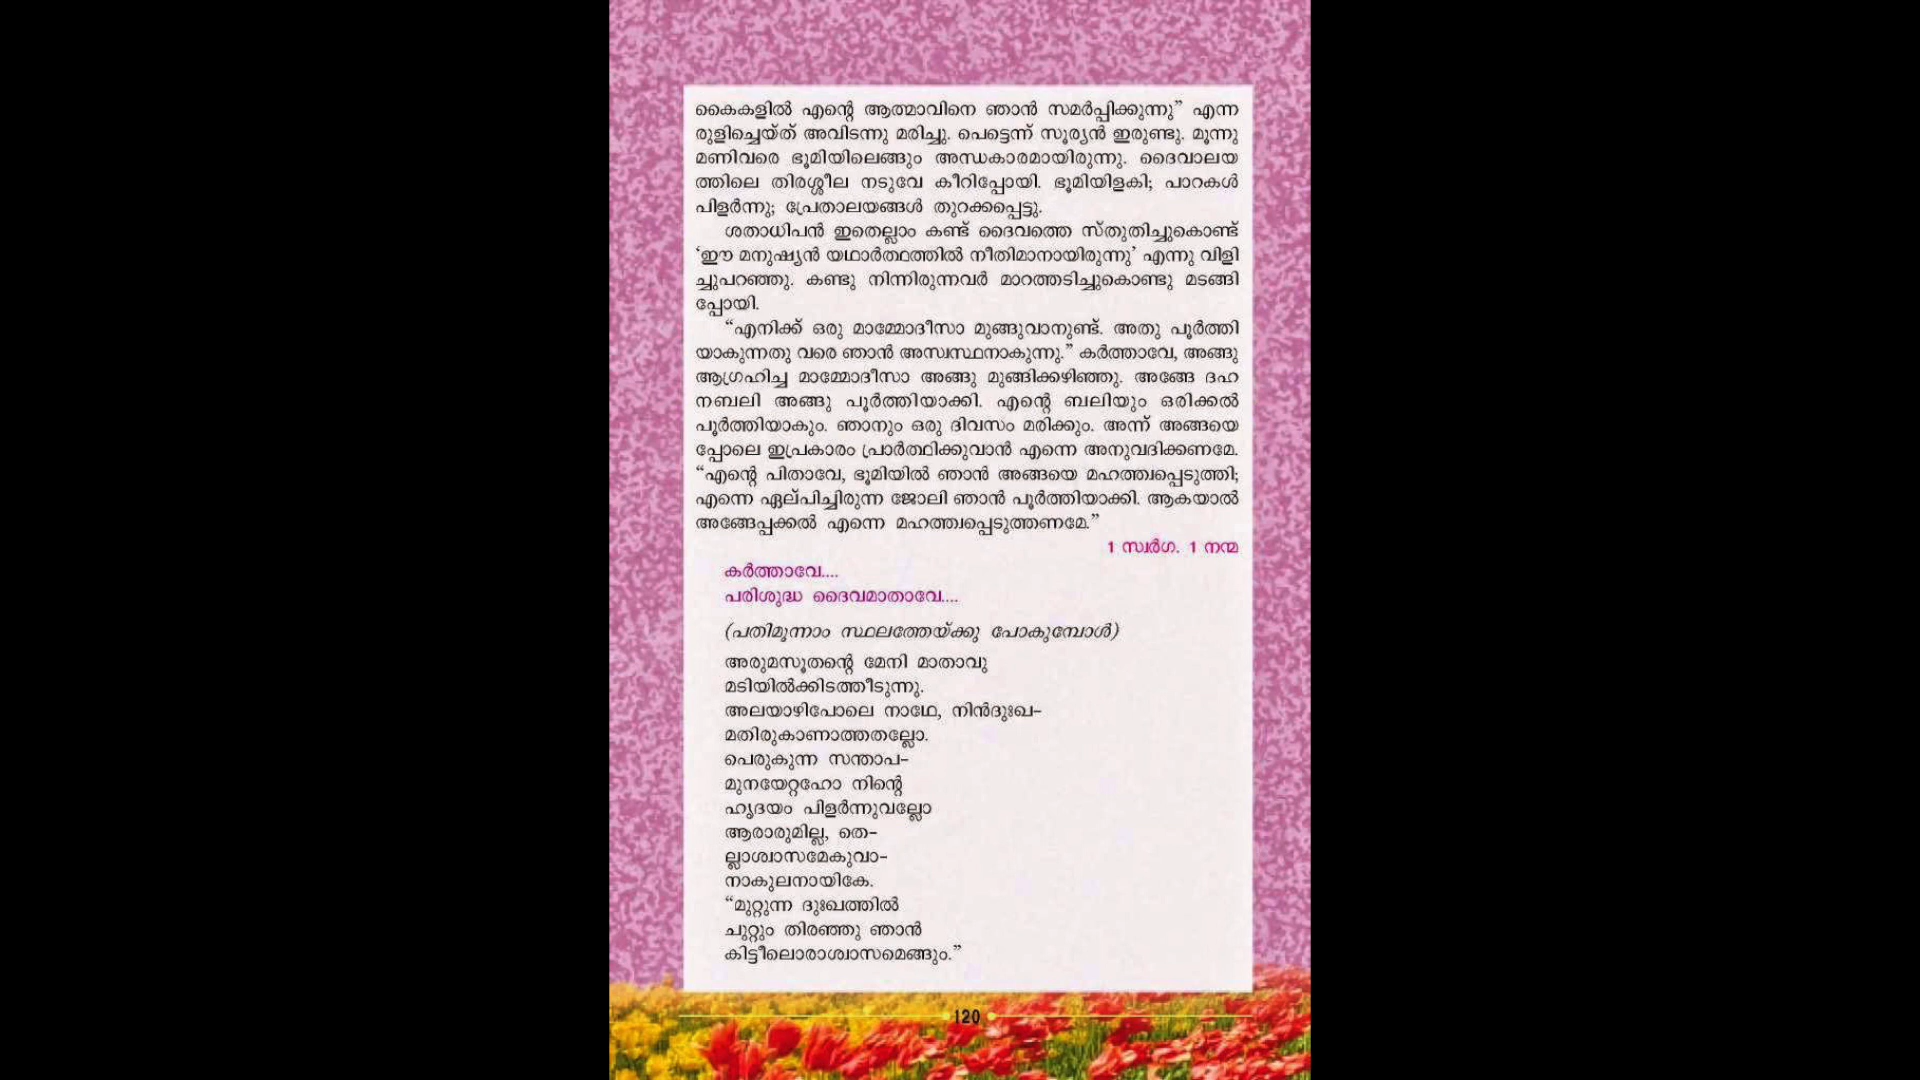 കൈകളിൽ എന്റെ ആത്മാവിനെ ഞാൻ സമർപ്പിക്കുന്നു” എന്ന
രുളിച്ചെയ്ത് അവിടന്നു മരിച്ചു. പെട്ടെന്ന് സൂര്യൻ ഇരുണ്ടു. മൂന്നു
മണിവരെ ഭൂമിയിലെങ്ങും അന്ധകാരമായിരുന്നു. ദൈവാലയ
ത്തിലെ തിരശ്ശീല നടുവേ കീറിപ്പോയി. ഭൂമിയിളകി; പാറകൾ
പിളർന്നു; പ്രേതാലയങ്ങൾ തുറക്കപ്പെട്ടു.
ശതാധിപൻ ഇതെല്ലാം കണ്ട് ദൈവത്തെ സ്തുതിച്ചുകൊണ്ട്
‘ഈ മനുഷ്യൻ യഥാർത്ഥത്തിൽ നീതിമാനായിരുന്നു’ എന്നു വിളി
ച്ചുപറഞ്ഞു. കണ്ടു നിന്നിരുന്നവർ മാറത്തടിച്ചുകൊണ്ടു മടങ്ങി
പ്പോയി.
“എനിക്ക് ഒരു മാമ്മോദീസാ മുങ്ങുവാനുണ്ട്. അതു പൂർത്തി
യാകുന്നതു വരെ ഞാൻ അസ്വസ്ഥനാകുന്നു.” കർത്താവേ, അങ്ങു
ആഗ്രഹിച്ച മാമ്മോദീസാ അങ്ങു മുങ്ങിക്കഴിഞ്ഞു. അങ്ങേ ദഹ
നബലി അങ്ങു പൂർത്തിയാക്കി. എന്റെ ബലിയും ഒരിക്കൽ
പൂർത്തിയാകും. ഞാനും ഒരു ദിവസം മരിക്കും. അന്ന് അങ്ങയെ
പ്പോലെ ഇപ്രകാരം പ്രാർത്ഥിക്കുവാൻ എന്നെ അനുവദിക്കണമേ.
“എന്റെ പിതാവേ, ഭൂമിയിൽ ഞാൻ അങ്ങയെ മഹത്ത്വപ്പെടുത്തി;
എന്നെ ഏല്പിച്ചിരുന്ന ജോലി ഞാൻ പൂർത്തിയാക്കി. ആകയാൽ
അങ്ങേപ്പക്കൽ എന്നെ മഹത്ത്വപ്പെടുത്തണമേ.”
1 സ്വർഗ. 1 നന്മ
കർത്താവേ....
പരിശുദ്ധ ദൈവമാതാവേ....
(പതിമൂന്നാം സ്ഥലത്തേയ്ക്കു പോകുമ്പോൾ)
അരുമസൂതന്റെ മേനി മാതാവു
മടിയിൽക്കിടത്തീടുന്നു.
അലയാഴിപോലെ നാഥേ, നിൻദുഃഖ-
മതിരുകാണാത്തതല്ലോ.
പെരുകുന്ന സന്താപ-
മുനയേറ്റഹോ നിന്റെ
ഹൃദയം പിളർന്നുവല്ലോ
ആരാരുമില്ല, തെ-
ല്ലാശ്വാസമേകുവാ-
നാകുലനായികേ.
“മുറ്റുന്ന ദുഃഖത്തിൽ
ചുറ്റും തിരഞ്ഞു ഞാൻ
കിട്ടീലൊരാശ്വാസമെങ്ങും.”
120